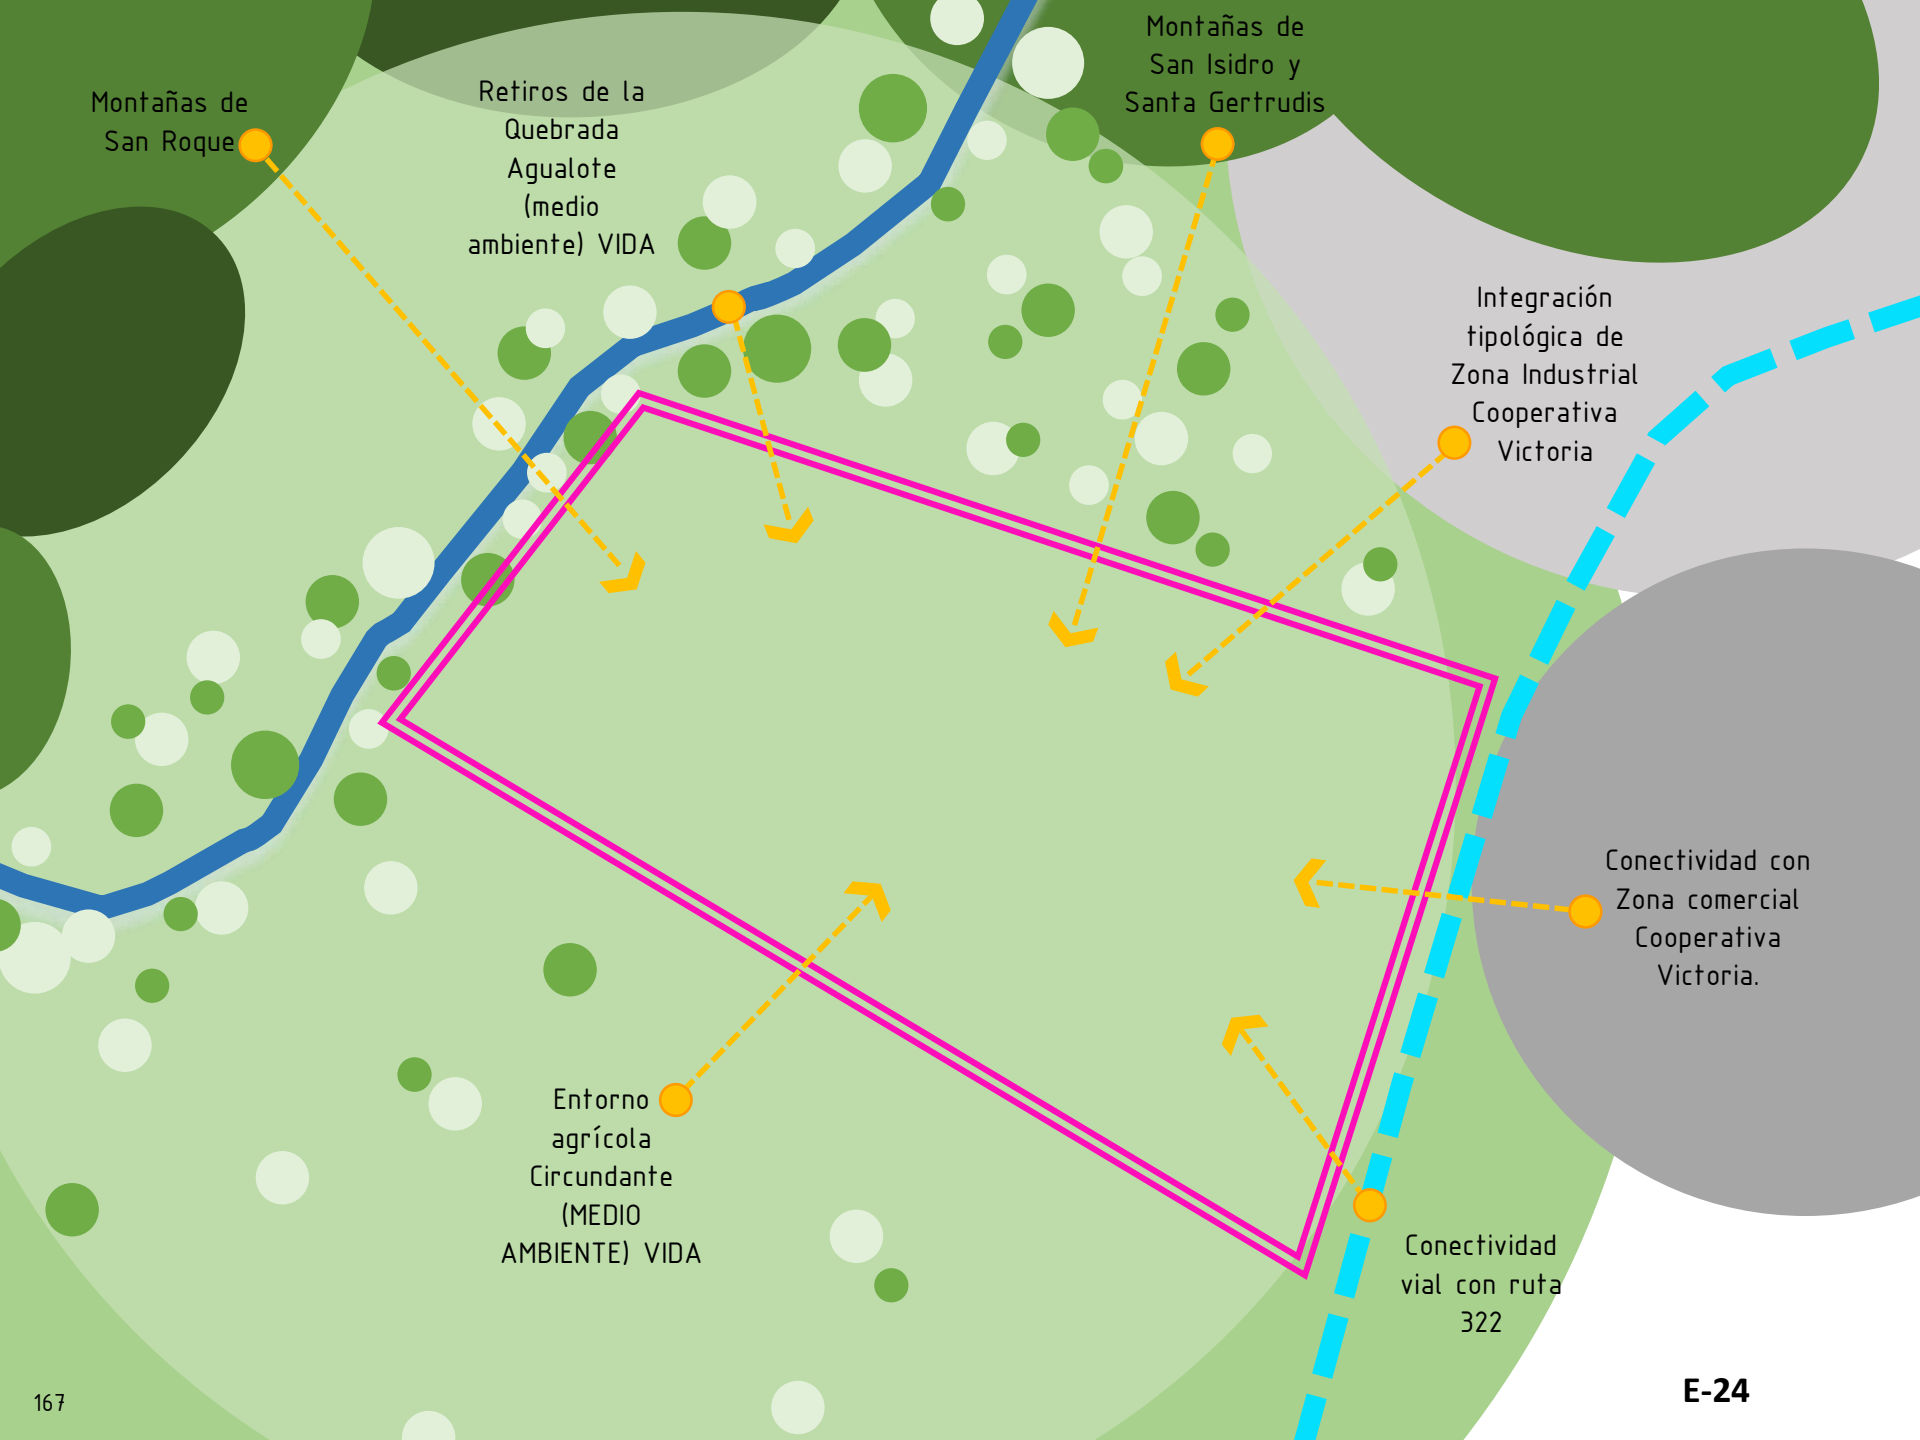 Montañas de
San Roque
Retiros de la
Quebrada
Agualote
(medio
ambiente) VIDA
Montañas de
San Isidro y
Santa Gertrudis
Integración
tipológica de
Zona Industrial
Cooperativa
Victoria
Conectividad con
Zona comercial
Cooperativa
Victoria.
Entorno
agrícola
Circundante
(MEDIO
AMBIENTE) VIDA
Conectividad
vial con ruta
322
167
E-24